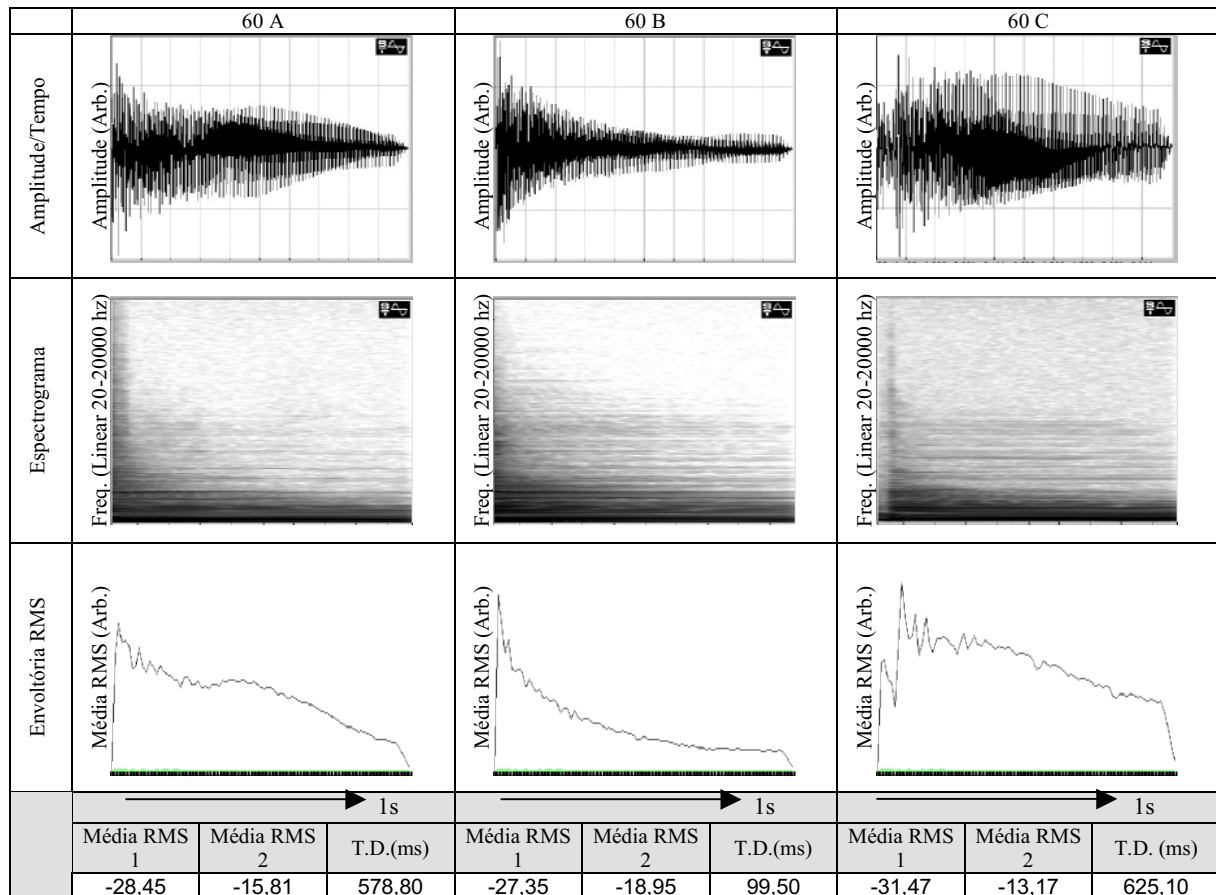 60 A 60 B 60 C
Amplitude/Tempo
Amplitude (Arb.) Amplitude (Arb.) Amplitude (Arb.)
Espectrograma
Freq. (Linear 20-20000 hz) Freq. (Linear 20-20000 hz) Freq. (Linear 20-20000 hz)
Envoltória RMS
Média RMS (Arb.) Média RMS (Arb.) Média RMS (Arb.)
1s 1s 1s
Média RMS 1 Média RMS 2 T.D.(ms) Média RMS 1 Média RMS 2 T.D.(ms) Média RMS 1 Média RMS 2 T.D. (ms)
-28,45 -15,81 578,80 -27,35 -18,95 99,50 -31,47 -13,17 625,10